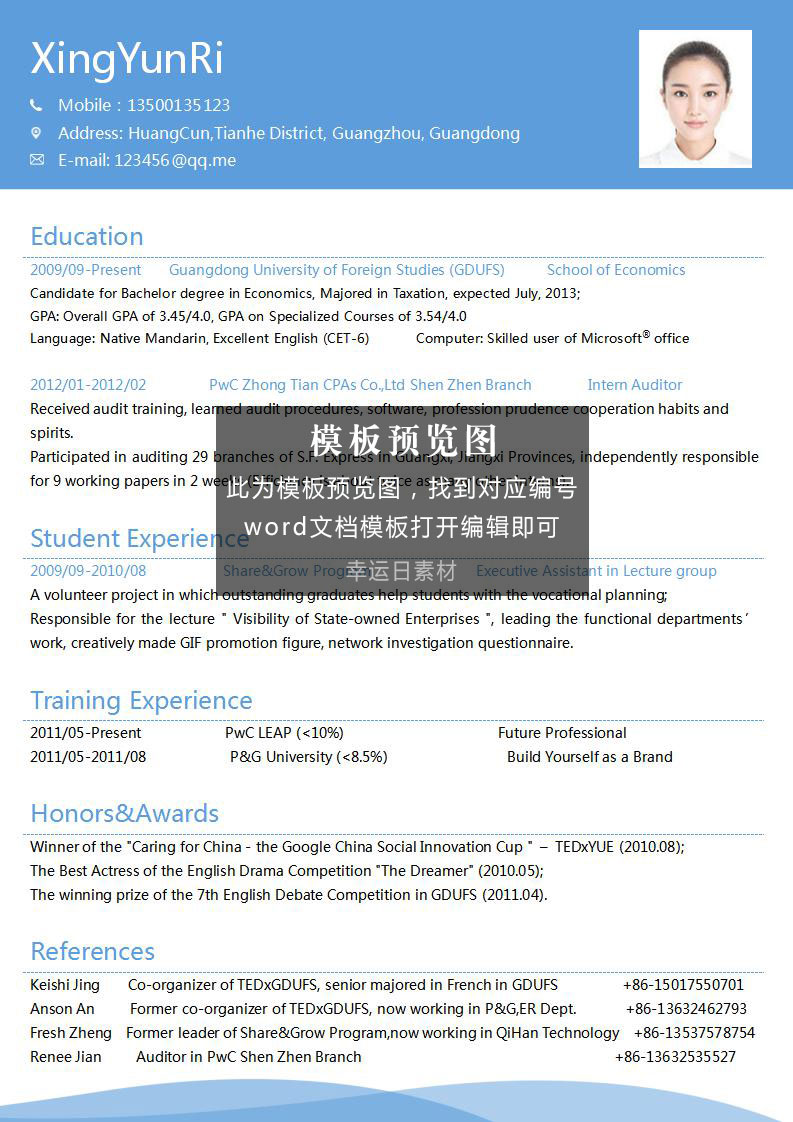 XingYunRi
Mobile：13500135123
Address: HuangCun,Tianhe District, Guangzhou, Guangdong
E-mail: 123456@qq.me
Education
2009/09-Present Guangdong University of Foreign Studies (GDUFS) School of Economics
Candidate for Bachelor degree in Economics, Majored in Taxation, expected July, 2013;
GPA: Overall GPA of 3.45/4.0, GPA on Specialized Courses of 3.54/4.0
Language: Native Mandarin, Excellent English (CET-6) Computer: Skilled user of Microsoft® office
2012/01-2012/02 PwC Zhong Tian CPAs Co.,Ltd Shen Zhen Branch Intern Auditor
Received audit training, learned audit procedures, software, profession prudence cooperation habits and
spirits.
模板预览图
Participated in auditing 29 branches of S.F. Express in Guangxi, Jiangxi Provinces, independently responsible
for 9 working papers in 2
此为模板预览图，找到对应编号
word文档模板打开编辑即可
Student Experience
幸运日素材
2009/09-2010/08 Share&Grow Program Executive Assistant in Lecture group
A volunteer project in which outstanding graduates help students with the vocational planning;
Responsible for the lecture " Visibility of State-owned Enterprises ", leading the functional departments’
work, creatively made GIF promotion figure, network investigation questionnaire.
Training Experience
2011/05-Present PwC LEAP (<10%) Future Professional
2011/05-2011/08 P&G University (<8.5%) Build Yourself as a Brand
Honors&Awards
Winner of the "Caring for China - the Google China Social Innovation Cup " – TEDxYUE (2010.08);
The Best Actress of the English Drama Competition "The Dreamer" (2010.05);
The winning prize of the 7th English Debate Competition in GDUFS (2011.04).
References
Keishi Jing Co-organizer of TEDxGDUFS, senior majored in French in GDUFS +86-15017550701
Anson An Former co-organizer of TEDxGDUFS, now working in P&G,ER Dept. +86-13632462793
Fresh Zheng Former leader of Share&Grow Program,now working in QiHan Technology +86-13537578754
Renee Jian Auditor in PwC Shen Zhen Branch +86-13632535527